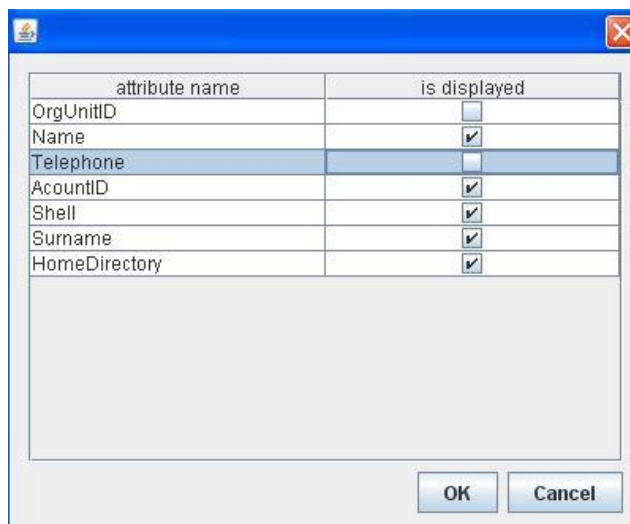 attribute name is displayed
OrgUnitID
Name
Telephone
AcountID
Shell
Surname
HomeDirectory
OK Cancel